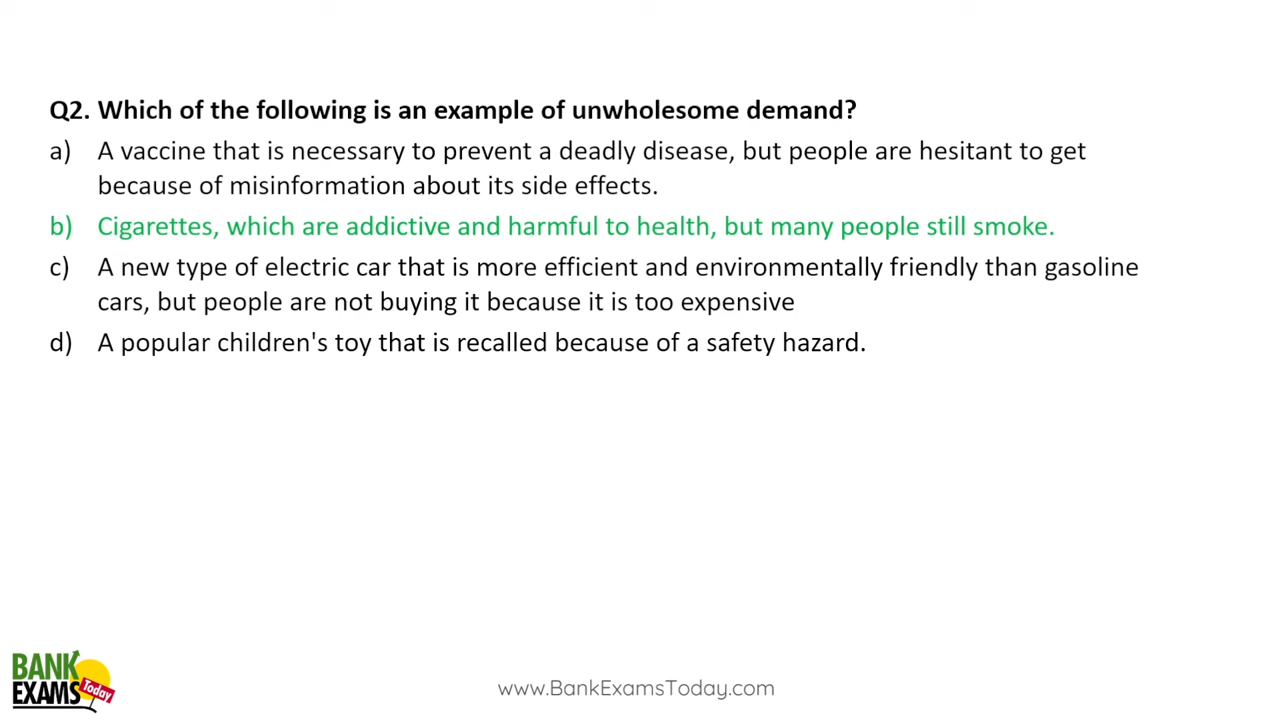 Q2. Which of the following is an example of unwholesome demand?
a) A vaccine that is necessary to prevent a deadly disease, but people are hesitant to get
because of misinformation about its side effects.
b) Cigarettes, which are addictive and harmful to health, but many people still smoke.
c) A new type of electric car that is more efficient and environmentally friendly than gasoline
cars, but people are not buying it because it is too expensive
d) A popular children's toy that is recalled because of a safety hazard.
BANK
EXAMS Today
www.BankExamsToday.com